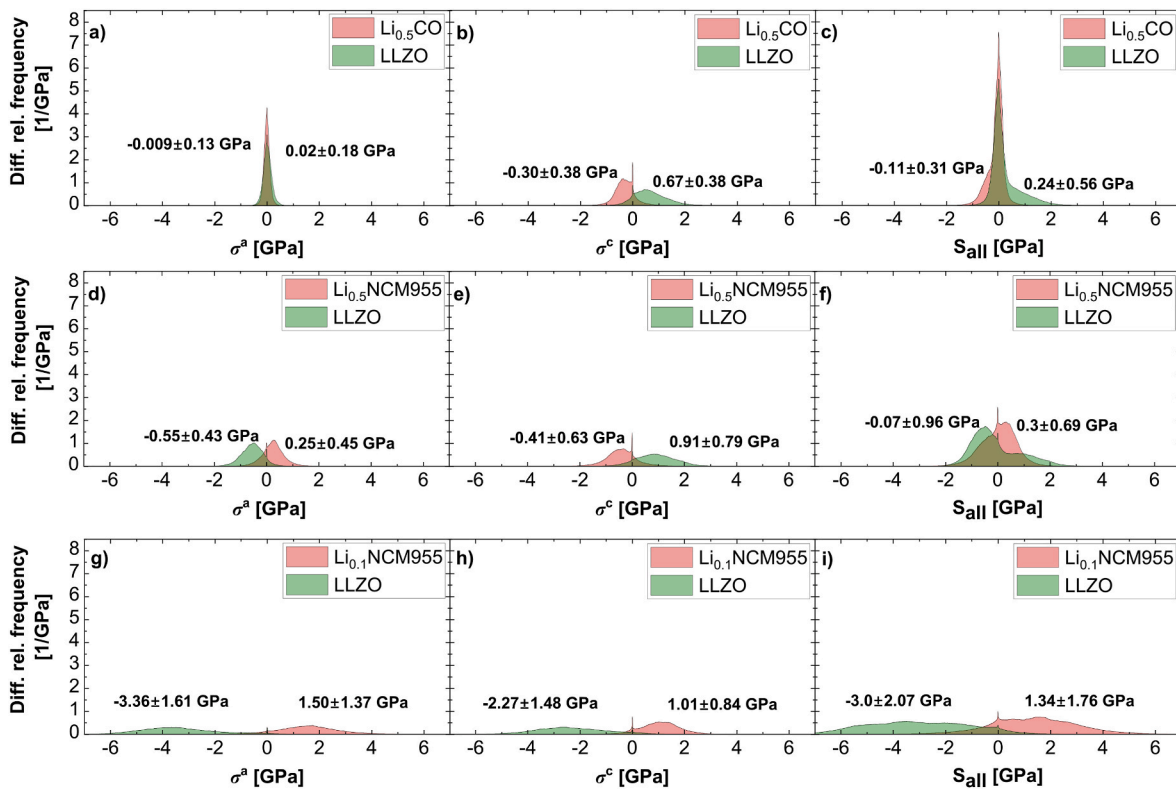 a)
Li0.5CO
LLZO
-0.009±0.13 GPa
0.02±0.18 GPa
Diff. rel. frequency
[1/GPa]
8
7
6
5
4
3
2
1
0
-6 -4 -2 0 2 4 6
σa [GPa]
b)
Li0.5CO
LLZO
-0.30±0.38 GPa
0.67±0.38 GPa
-6 -4 -2 0 2 4 6
σc [GPa]
c)
Li0.5CO
LLZO
-0.11±0.31 GPa
0.24±0.56 GPa
-6 -4 -2 0 2 4 6
Sall [GPa]
d)
Li0.5NCM955
LLZO
-0.55±0.43 GPa
0.25±0.45 GPa
Diff. rel. frequency
[1/GPa]
8
7
6
5
4
3
2
1
0
-6 -4 -2 0 2 4 6
σa [GPa]
e)
Li0.5NCM955
LLZO
-0.41±0.63 GPa
0.91±0.79 GPa
-6 -4 -2 0 2 4 6
σc [GPa]
f)
Li0.5NCM955
LLZO
-0.07±0.96 GPa
0.3±0.69 GPa
-6 -4 -2 0 2 4 6
Sall [GPa]
g)
Li0.1NCM955
LLZO
-3.36±1.61 GPa
1.50±1.37 GPa
Diff. rel. frequency
[1/GPa]
8
7
6
5
4
3
2
1
0
-6 -4 -2 0 2 4 6
σa [GPa]
h)
Li0.1NCM955
LLZO
-2.27±1.48 GPa
1.01±0.84 GPa
-6 -4 -2 0 2 4 6
σc [GPa]
i)
Li0.1NCM955
LLZO
-3.0±2.07 GPa
1.34±1.76 GPa
-6 -4 -2 0 2 4 6
Sall [GPa]